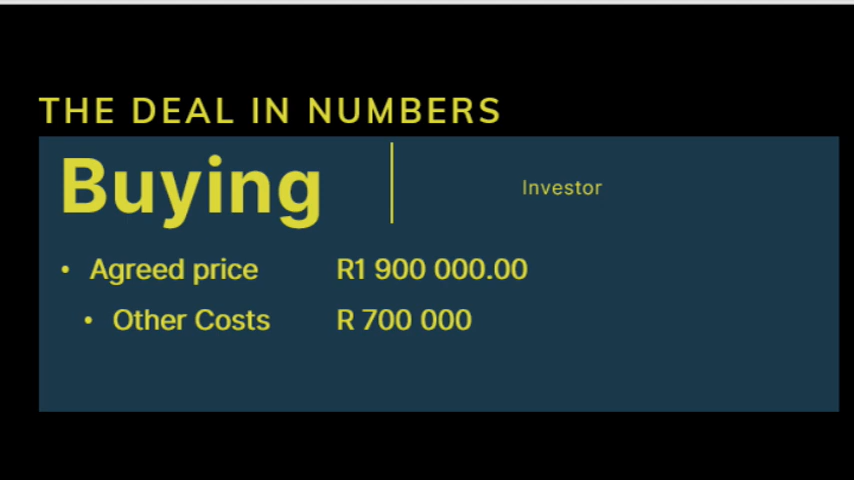 THE DEAL IN NUMBERS
Buying
Investor
• Agreed price R1 900 000.00
• Other Costs R 700 000